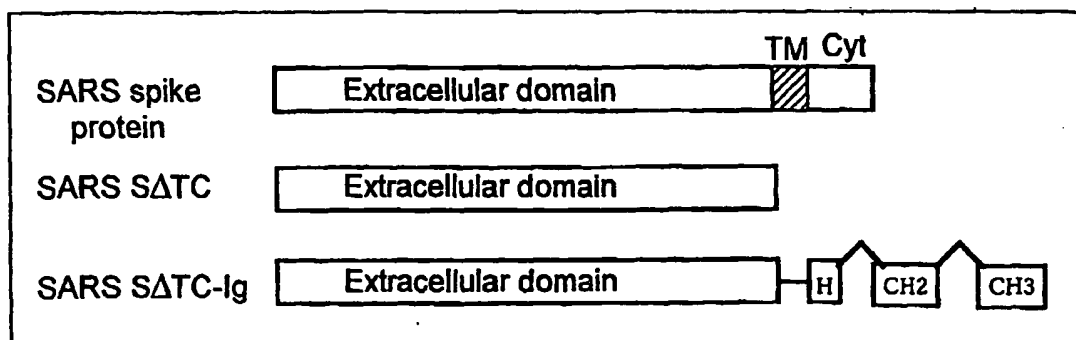 TM Cyt
SARS spike protein
Extracellular domain
SARS SΔTC
Extracellular domain
SARS SΔTC-Ig
Extracellular domain
H
CH2
CH3